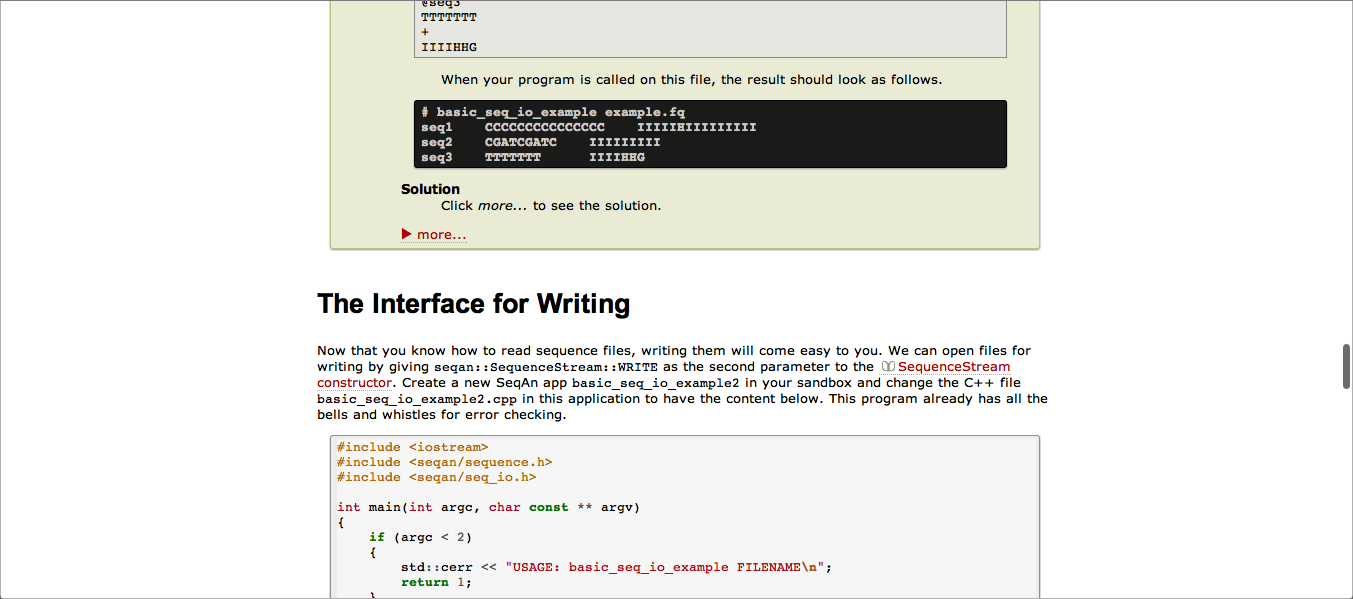 @seq3
TTTTTTT
+
IIIIHHG
When your program is called on this file, the result should look as follows.
# basic_seq_io_example example.fq
seq1    CCCCCCCCCCCCCCC    IIIIIHIIIIIIIII
seq2    CGATCGATC    IIIIIIIII
seq3    TTTTTTT      IIIIHHG
Solution
Click more... to see the solution.
▶ more...
The Interface for Writing
Now that you know how to read sequence files, writing them will come easy to you. We can open files for
writing by giving seqan::SequenceStream::WRITE as the second parameter to the SequenceStream
constructor. Create a new SeqAn app basic_seq_io_example2 in your sandbox and change the C++ file
basic_seq_io_example2.cpp in this application to have the content below. This program already has all the
bells and whistles for error checking.
#include <iostream>
#include <seqan/sequence.h>
#include <seqan/seq_io.h>
int main(int argc, char const ** argv)
{
    if (argc < 2)
    {
        std::cerr << "USAGE: basic_seq_io_example FILENAME\n";
        return 1;
    }